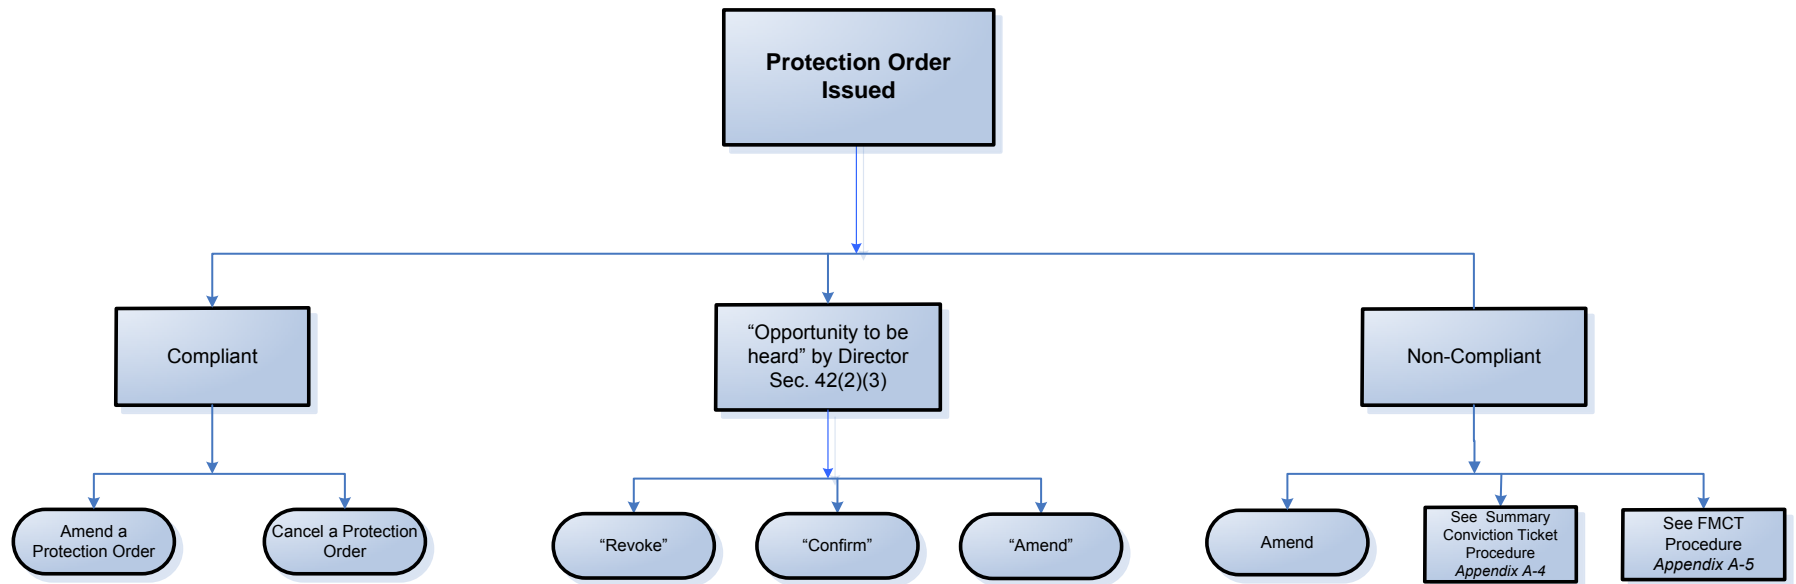 Protection Order
Issued
Compliant
“Opportunity to be
heard” by Director
Sec. 42(2)(3)
Non-Compliant
Amend a
Protection Order
Cancel a Protection
Order
“Revoke”
“Confirm”
“Amend”
Amend
See Summary
Conviction Ticket
Procedure
Appendix A-4
See FMCT
Procedure
Appendix A-5